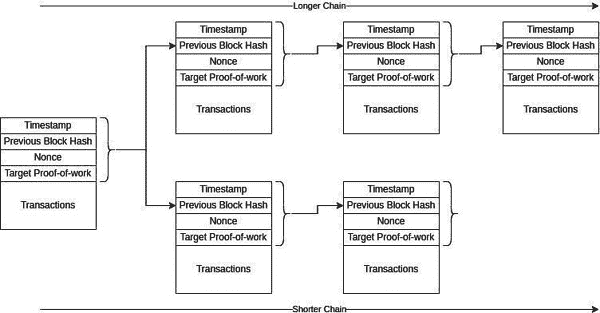 Longer Chain
Timestamp
Previous Block Hash
Nonce
Target Proof-of-work
Transactions
Timestamp
Previous Block Hash
Nonce
Target Proof-of-work
Transactions
Timestamp
Previous Block Hash
Nonce
Target Proof-of-work
Transactions
Timestamp
Previous Block Hash
Nonce
Target Proof-of-work
Transactions
Timestamp
Previous Block Hash
Nonce
Target Proof-of-work
Transactions
Timestamp
Previous Block Hash
Nonce
Target Proof-of-work
Transactions
Shorter Chain